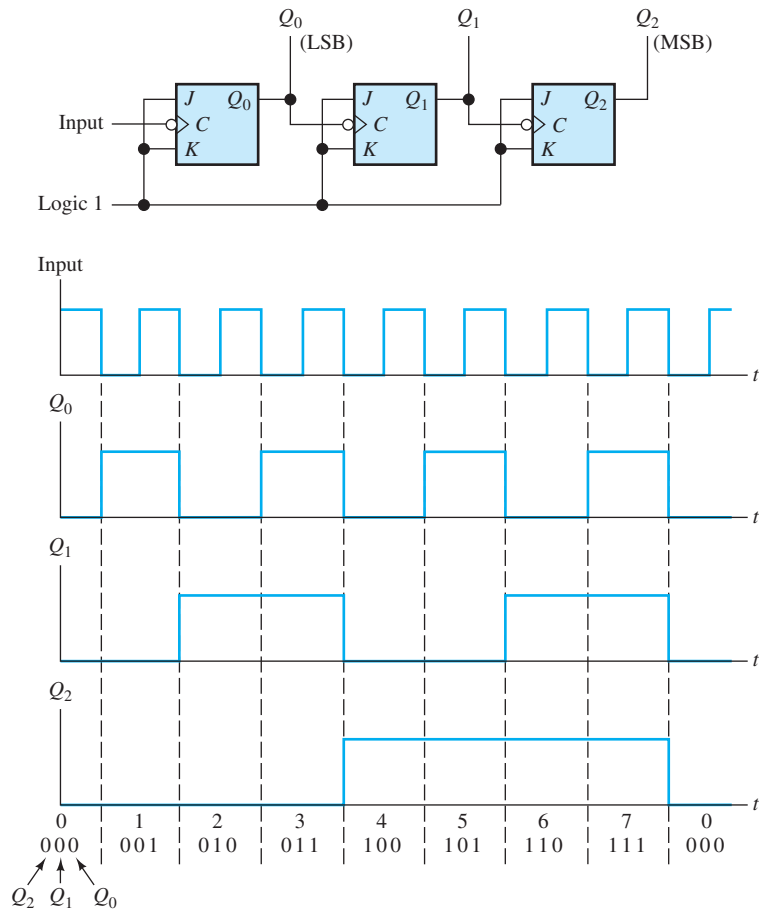 Q0 Q1 Q2
(LSB) (MSB)
J Q0 J Q1 J Q2
Input C C C
K K K
Logic 1
Input
t
Q0
t
Q1
t
Q2
t
0 1 2 3 4 5 6 7 0
000 001 010 011 100 101 110 111 000
Q2 Q1 Q0